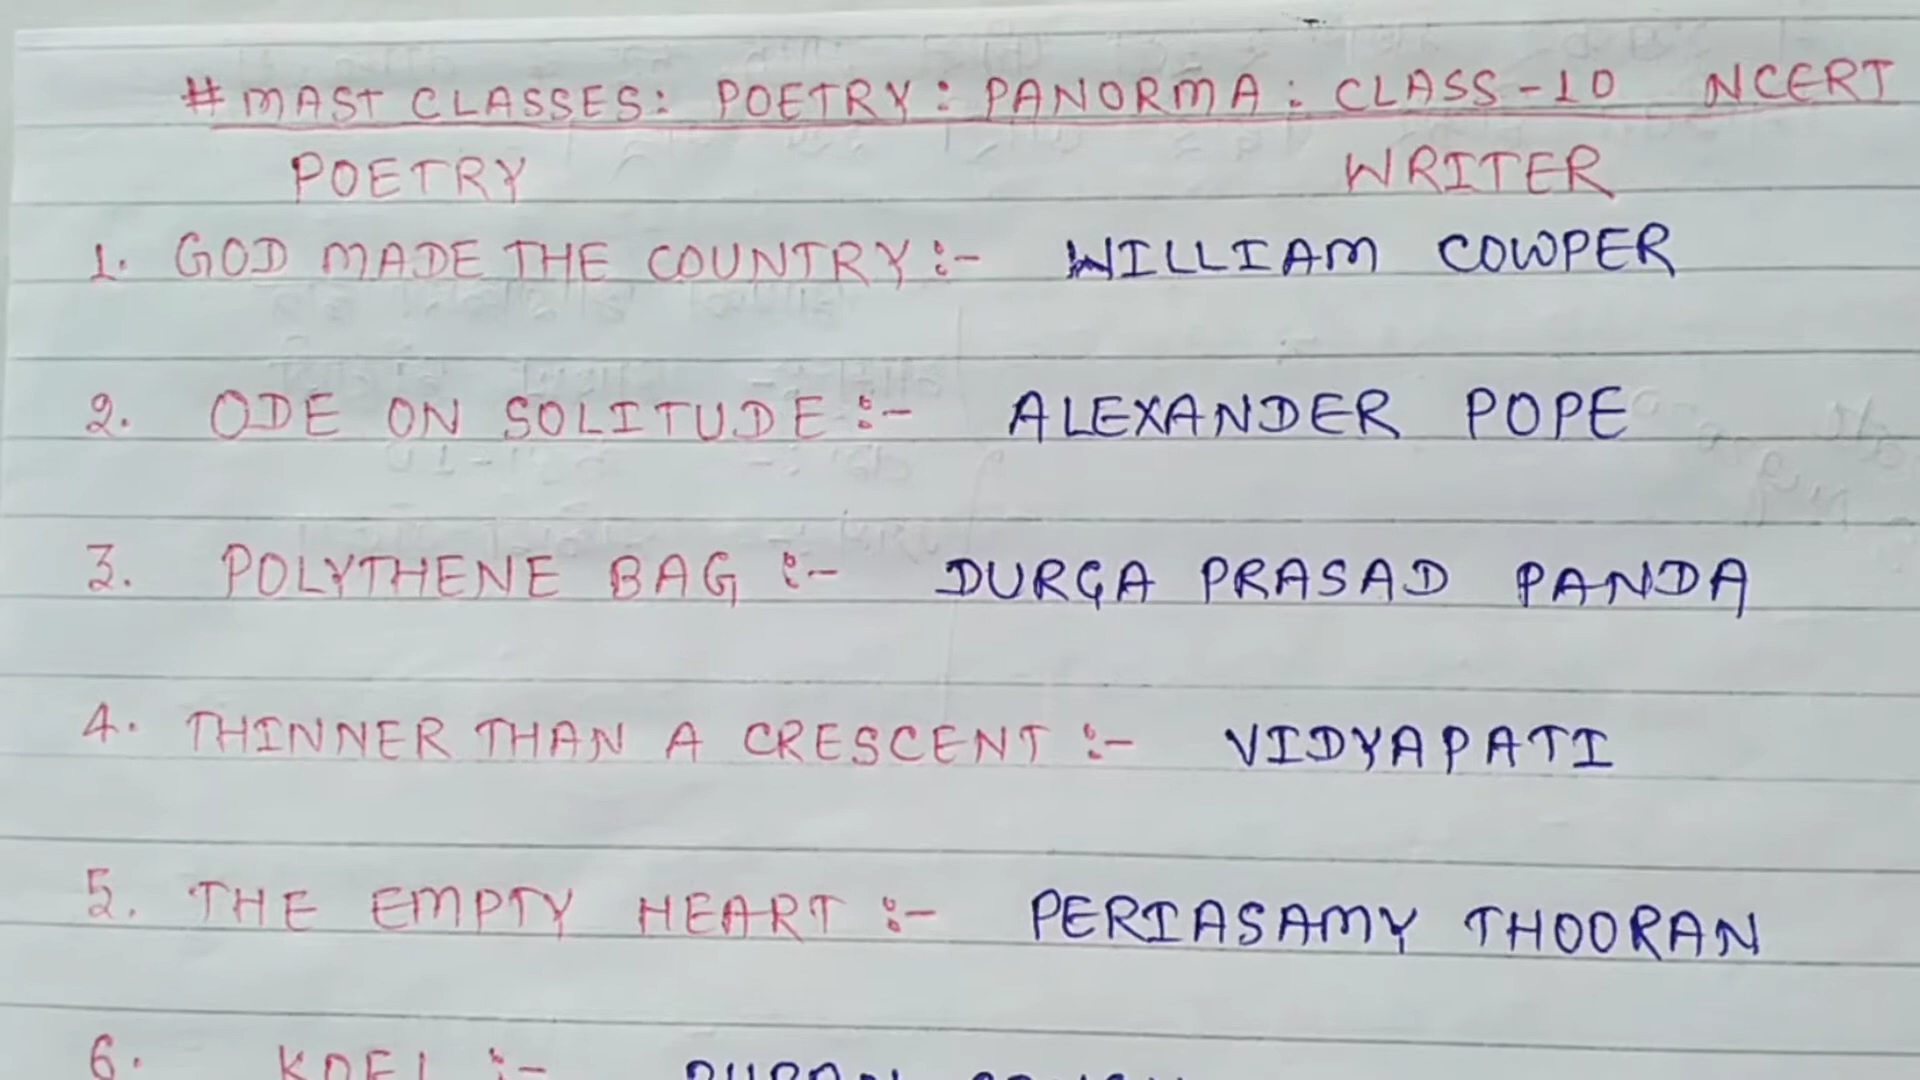 # MAST CLASSES: POETRY: PANORMA: CLASS-10 NCERT
POETRY WRITER
1. GOD MADE THE COUNTRY:- WILLIAM COWPER
2. ODE ON SOLITUDE:- ALEXANDER POPE
3. POLYTHENE BAG :- DURGA PRASAD PANDA
4. THINNER THAN A CRESCENT :- VIDYAPATI
5. THE EMPTY HEART :- PERIASAMY THOORAN
6. KOEL :-